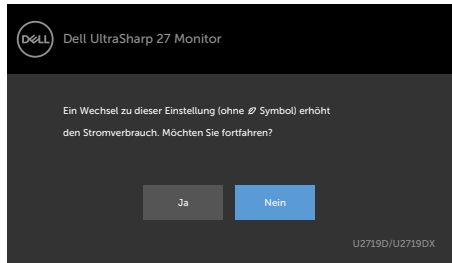 DELL
Dell UltraSharp 27 Monitor
Ein Wechsel zu dieser Einstellung (ohne Symbol) erhöht
den Stromverbrauch. Möchten Sie fortfahren?
Ja
Nein
U2719D/U2719DX